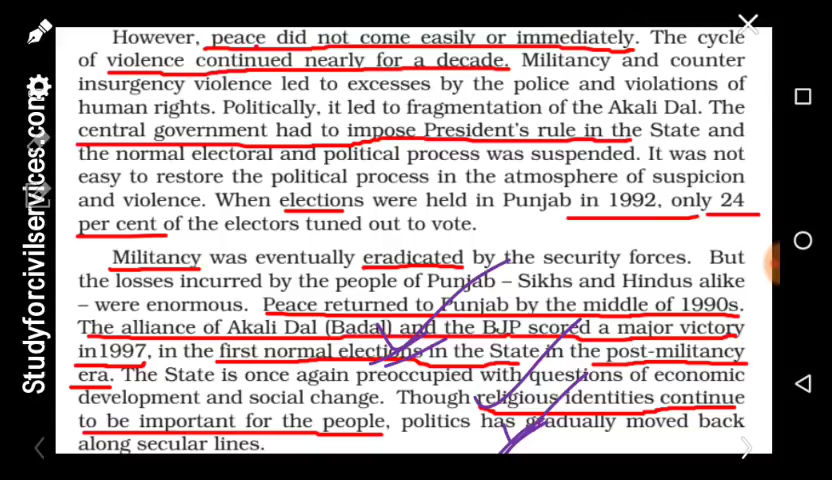 However, peace did not come easily or immediately. The cycle
of violence continued nearly for a decade. Militancy and counter
insurgency violence led to excesses by the police and violations of
human rights. Politically, it led to fragmentation of the Akali Dal. The
central government had to impose President's rule in the State and
the normal electoral and political process was suspended. It was not
easy to restore the political process in the atmosphere of suspicion
and violence. When elections were held in Punjab in 1992, only 24
per cent of the electors tuned out to vote.
Militancy was eventually eradicated by the security forces. But
the losses incurred by the people of Punjab – Sikhs and Hindus alike
– were enormous. Peace returned to Punjab by the middle of 1990s.
The alliance of Akali Dal (Badal) and the BJP scored a major victory
in1997, in the first normal elections in the State in the post-militancy
era. The State is once again preoccupied with questions of economic
development and social change. Though religious identities continue
to be important for the people, politics has gradually moved back
along secular lines.
Studyforcivilservices.com